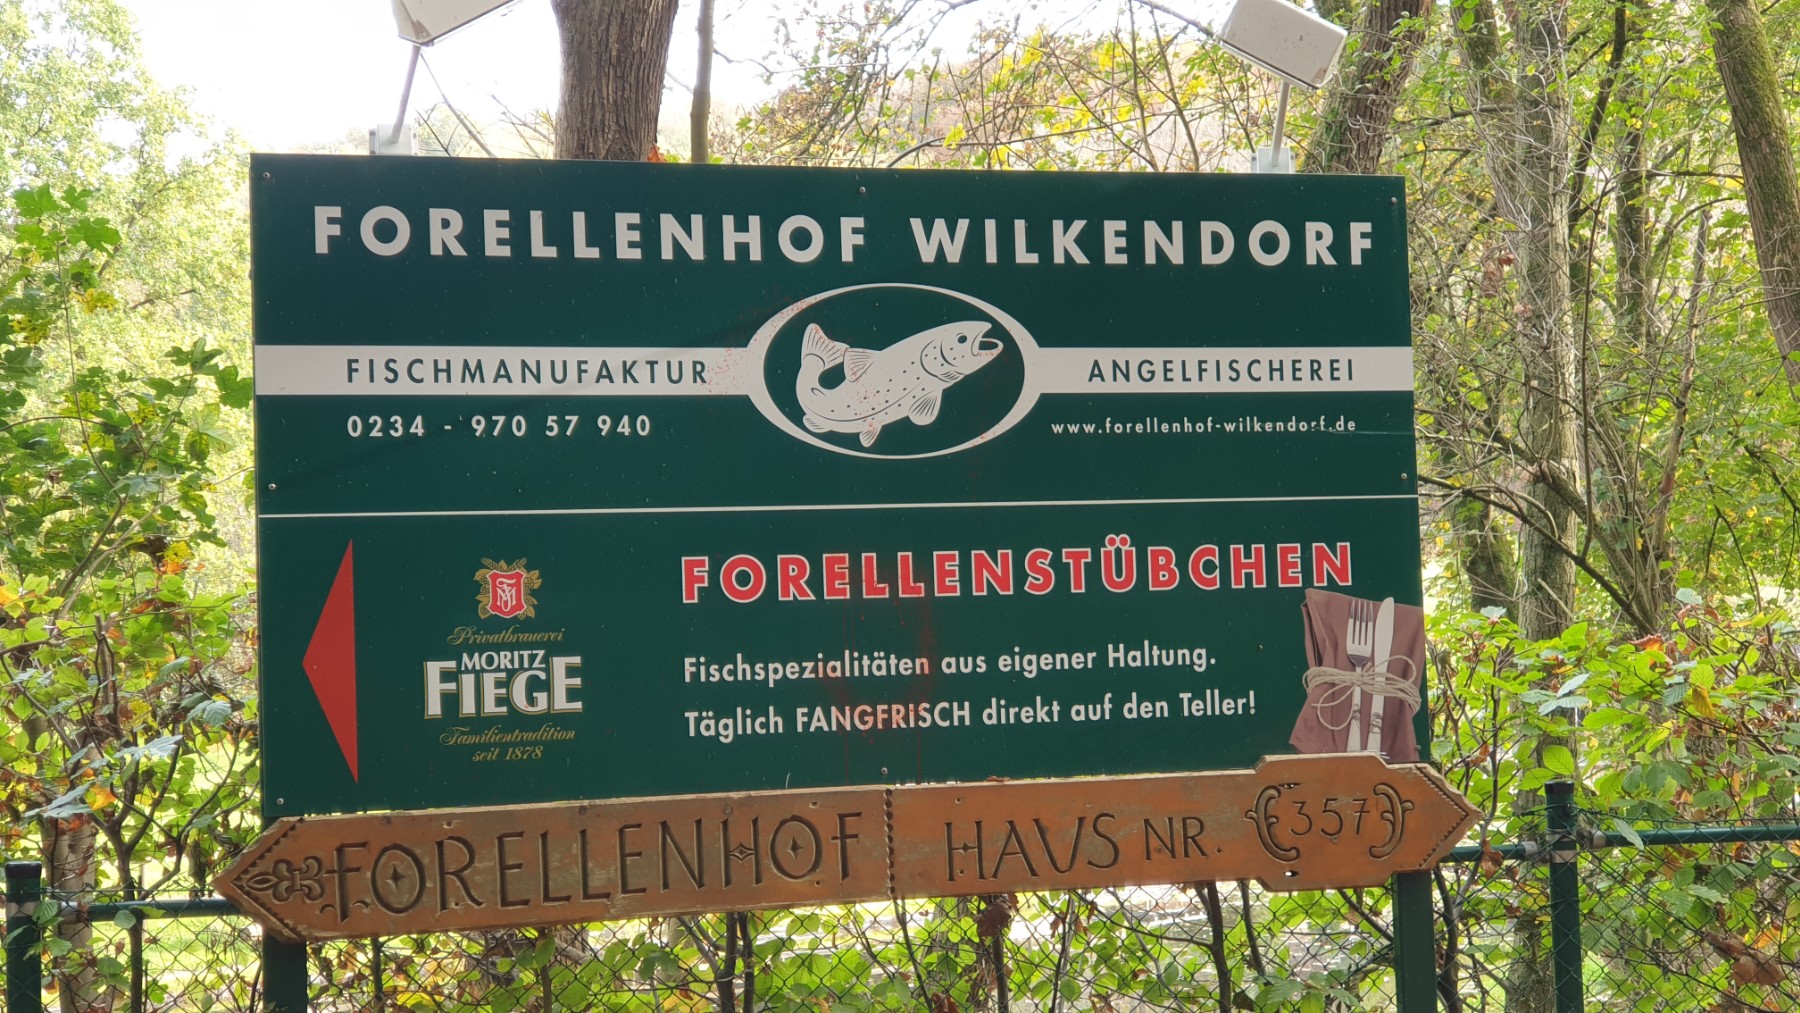 FORELLENHOF WILKENDORF
FISCHMANUFAKTUR
ANGELFISCHEREI
0234 - 970 57 940
www.forellenhof-wilkendorf.de
FORELLENSTÜBCHEN
Privatbrauerei
MORITZ
FIEGE
Familientradition
seit 1878
Fischspezialitäten aus eigener Haltung.
Täglich FANGFRISCH direkt auf den Teller!
FORELLENHOF HAUS NR. 357